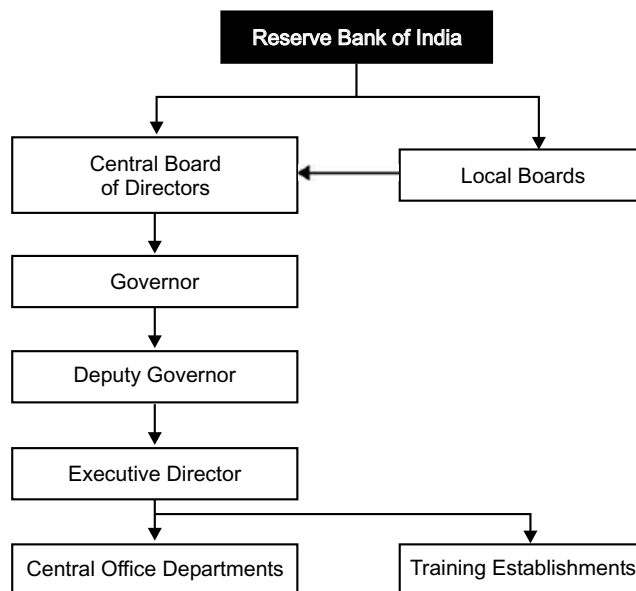 Reserve Bank of India
Central Board
of Directors
Local Boards
Governor
Deputy Governor
Executive Director
Central Office Departments
Training Establishments